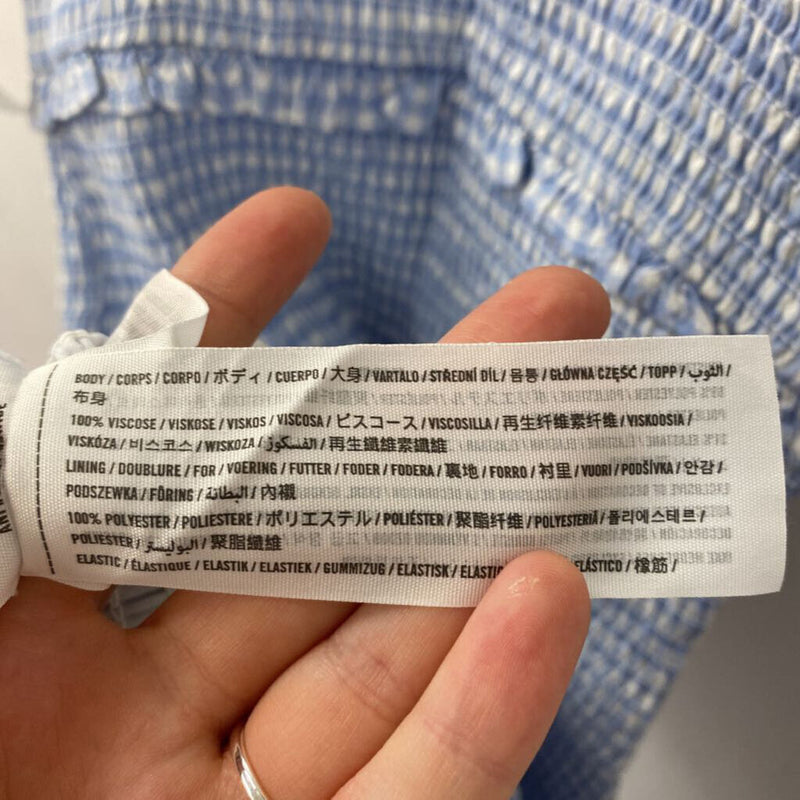 BODY / CORPS / CORPO / ボディ / CUERPO / 大身 / VARTALO / STŘEDNÍ DÍL / 몸통 / GŁÓWNA CZĘŚĆ / TOPP / الثوب /
布身
100% VISCOSE / VISKOSE / VISKOS / VISCOSA / ビスコース / VISCOSILLA / 再生纤维素纤维 / VISKOOSIA /
VISKÓZA / 비스코스 / WISKOZA / الفسكوز / 再生纖維素纖維
LINING / DOUBLURE / FOR / VOERING / FUTTER / FODER / FODERA / 裏地 / FORRO / 衬里 / VUORI / PODŠÍVKA / 안감 /
PODSZEWKA / FÔRING / البطانة / 內襯
100% POLYESTER / POLIESTERE / ポリエステル / POLIÉSTER / 聚酯纤维 / POLYESTERIÄ / 폴리에스테르 /
POLIESTER / البوليستر / 聚酯纖維
ELASTIC / ÉLASTIQUE / ELASTIK / ELASTIEK / GUMMIZUG / ELASTISK / ELASTIC ELÁSTICO / 橡筋 /